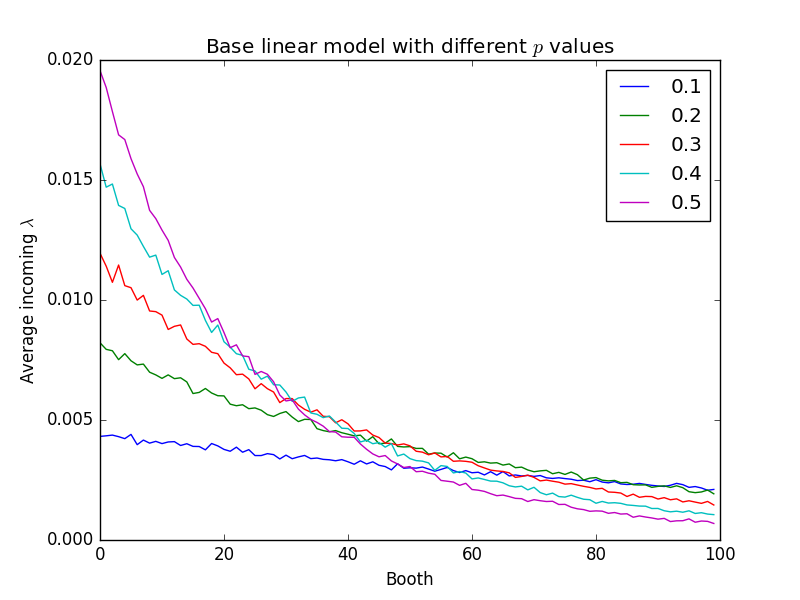 Base linear model with different p values
0.020
0.015
0.010
0.005
0.000
Average incoming λ
0.1
0.2
0.3
0.4
0.5
0 20 40 60 80 100
Booth